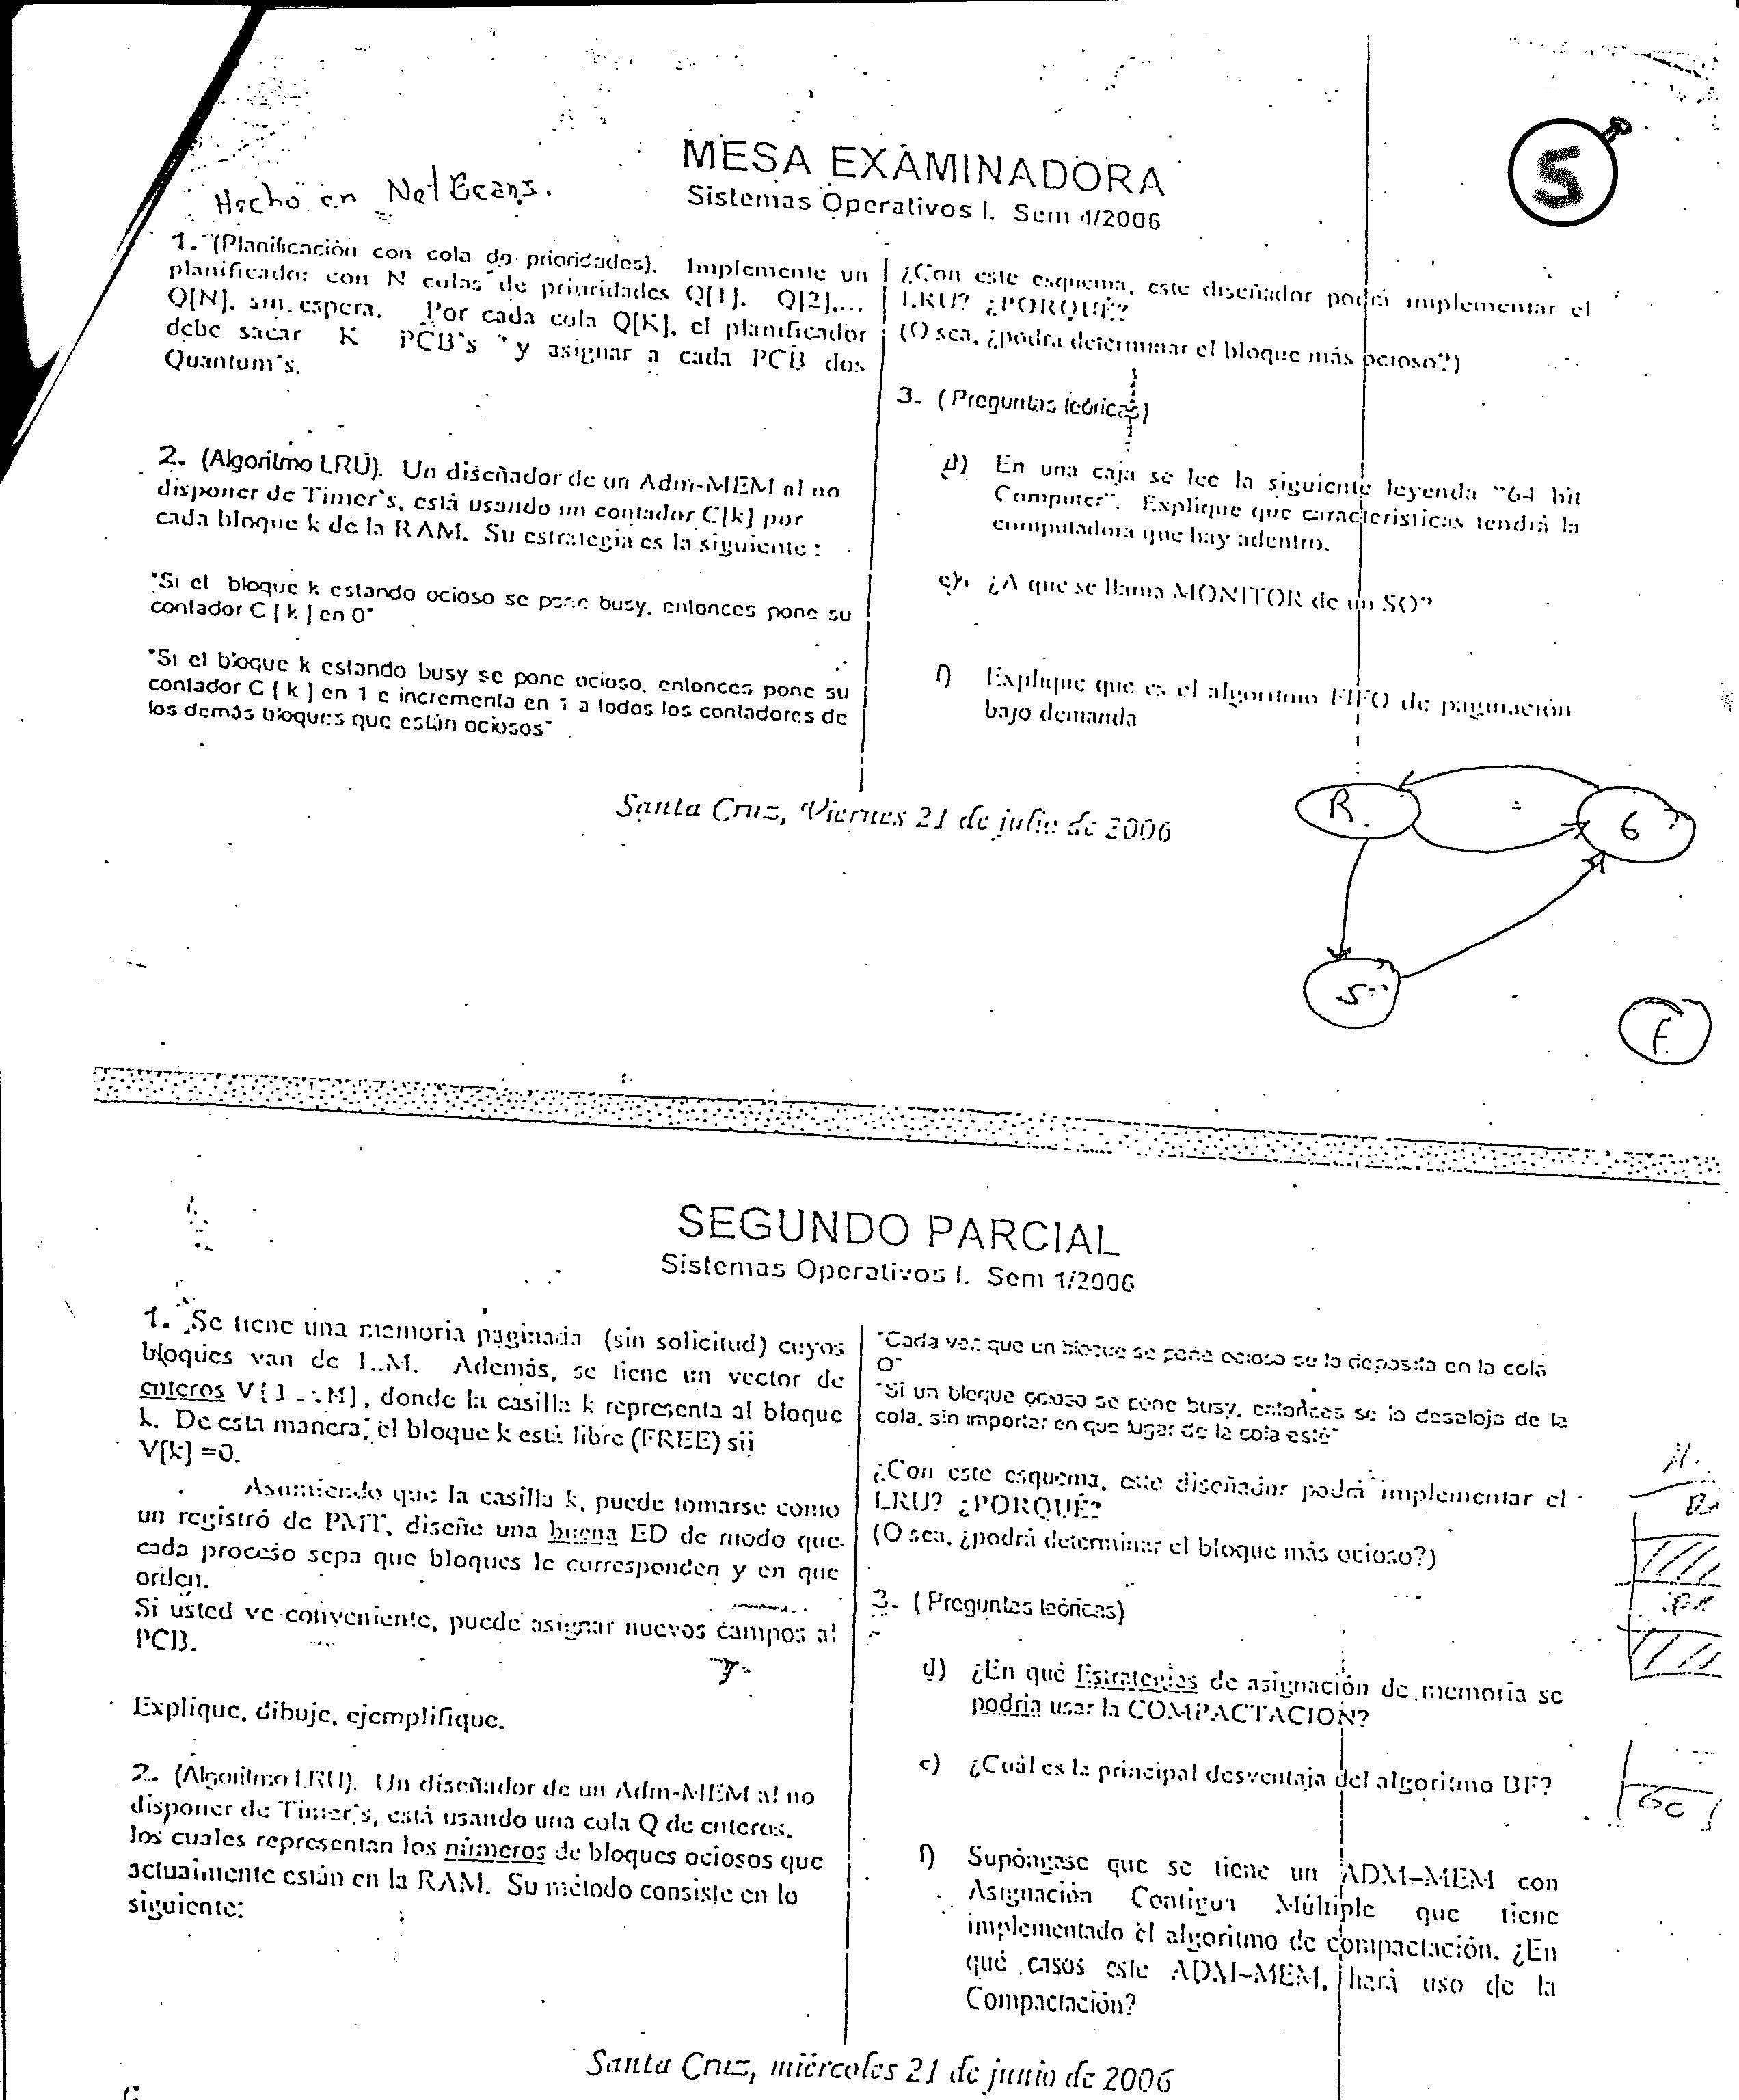 MESA EXAMINADORA
Sistemas Operativos I. Sem 4/2006
5
Hecho en NetBeans.
1. (Planificación con cola de prioridades). Implemente un
planificador con N colas de prioridades Q[1], Q[2],...
Q[N], sin espera. Por cada cola Q[K], el planificador
debe sacar K PCB's y asignar a cada PCB dos
Quantum's.
2. (Algoritmo LRU). Un diseñador de un Adm-MEM al no
disponer de Timer's, está usando un contador C[k] por
cada bloque k de la RAM. Su estrategia es la siguiente :
"Si el bloque k estando ocioso se pone busy, entonces pone su
contador C [ k ] en 0"
"Si el bloque k estando busy se pone ocioso, entonces pone su
contador C [ k ] en 1 e incrementa en 1 a todos los contadores de
los demás bloques que están ociosos"
¿Con este esquema, este diseñador podrá implementar el
LRU? ¿PORQUÉ?
(O sea, ¿podrá determinar el bloque más ocioso?)
3. ( Preguntas teóricas)
d) En una caja se lee la siguiente leyenda "64 bit
Computer". Explique que características tendrá la
computadora que hay adentro.
e) ¿A que se llama MONITOR de un SO?
f) Explique que es el algoritmo FIFO de paginación
bajo demanda
Santa Cruz, Viernes 21 de julio de 2006
R
6
S
F
SEGUNDO PARCIAL
Sistemas Operativos I. Sem 1/2006
1. Se tiene una memoria paginada (sin solicitud) cuyos
bloques van de 1..M. Además, se tiene un vector de
enteros V[1..M], donde la casilla k representa al bloque
k. De esta manera, el bloque k está libre (FREE) sii
V[k] =0.
Asumiendo que la casilla k, puede tomarse como
un registró de PMT, diseñe una buena ED de modo que
cada proceso sepa que bloques le corresponden y en que
orden.
Si usted ve conveniente, puede asignar nuevos campos al
PCB.
Explique, dibuje, ejemplifique.
2. (Algoritmo LRU). Un diseñador de un Adm-MEM al no
disponer de Timer's, está usando una cola Q de enteros,
los cuales representan los números de bloques ociosos que
actualmente están en la RAM. Su método consiste en lo
siguiente:
"Cada vez que un bloque se pone ocioso se lo deposita en la cola
Q"
"Si un bloque ocioso se pone busy, entonces se lo desaloja de la
cola, sin importar en que lugar de la cola esté"
¿Con este esquema, este diseñador podrá implementar el
LRU? ¿PORQUÉ?
(O sea, ¿podrá determinar el bloque más ocioso?)
3. ( Preguntas teóricas)
d) ¿En qué Estrategias de asignación de memoria se
podría usar la COMPACTACION?
e) ¿Cuál es la principal desventaja del algoritmo BF?
f) Supóngase que se tiene un ADM-MEM con
Asignación Contigua Múltiple que tiene
implementado el algoritmo de compactación. ¿En
qué casos este ADM-MEM, hará uso de la
Compactación?
Santa Cruz, miércoles 21 de junio de 2006